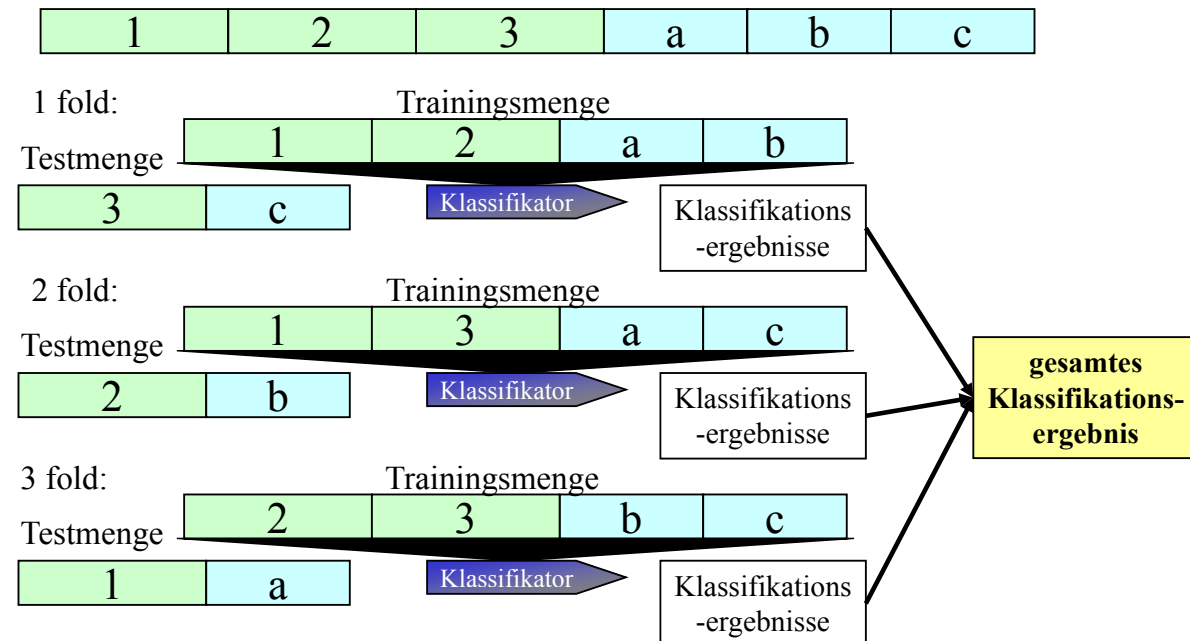 1 2 3 a b c
1 fold:
Trainingsmenge
1 2 a b
Testmenge
3 c
Klassifikator
Klassifikations
-ergebnisse
2 fold:
Trainingsmenge
1 3 a c
Testmenge
2 b
Klassifikator
Klassifikations
-ergebnisse
gesamtes
Klassifikations-
ergebnis
3 fold:
Trainingsmenge
2 3 b c
Testmenge
1 a
Klassifikator
Klassifikations
-ergebnisse